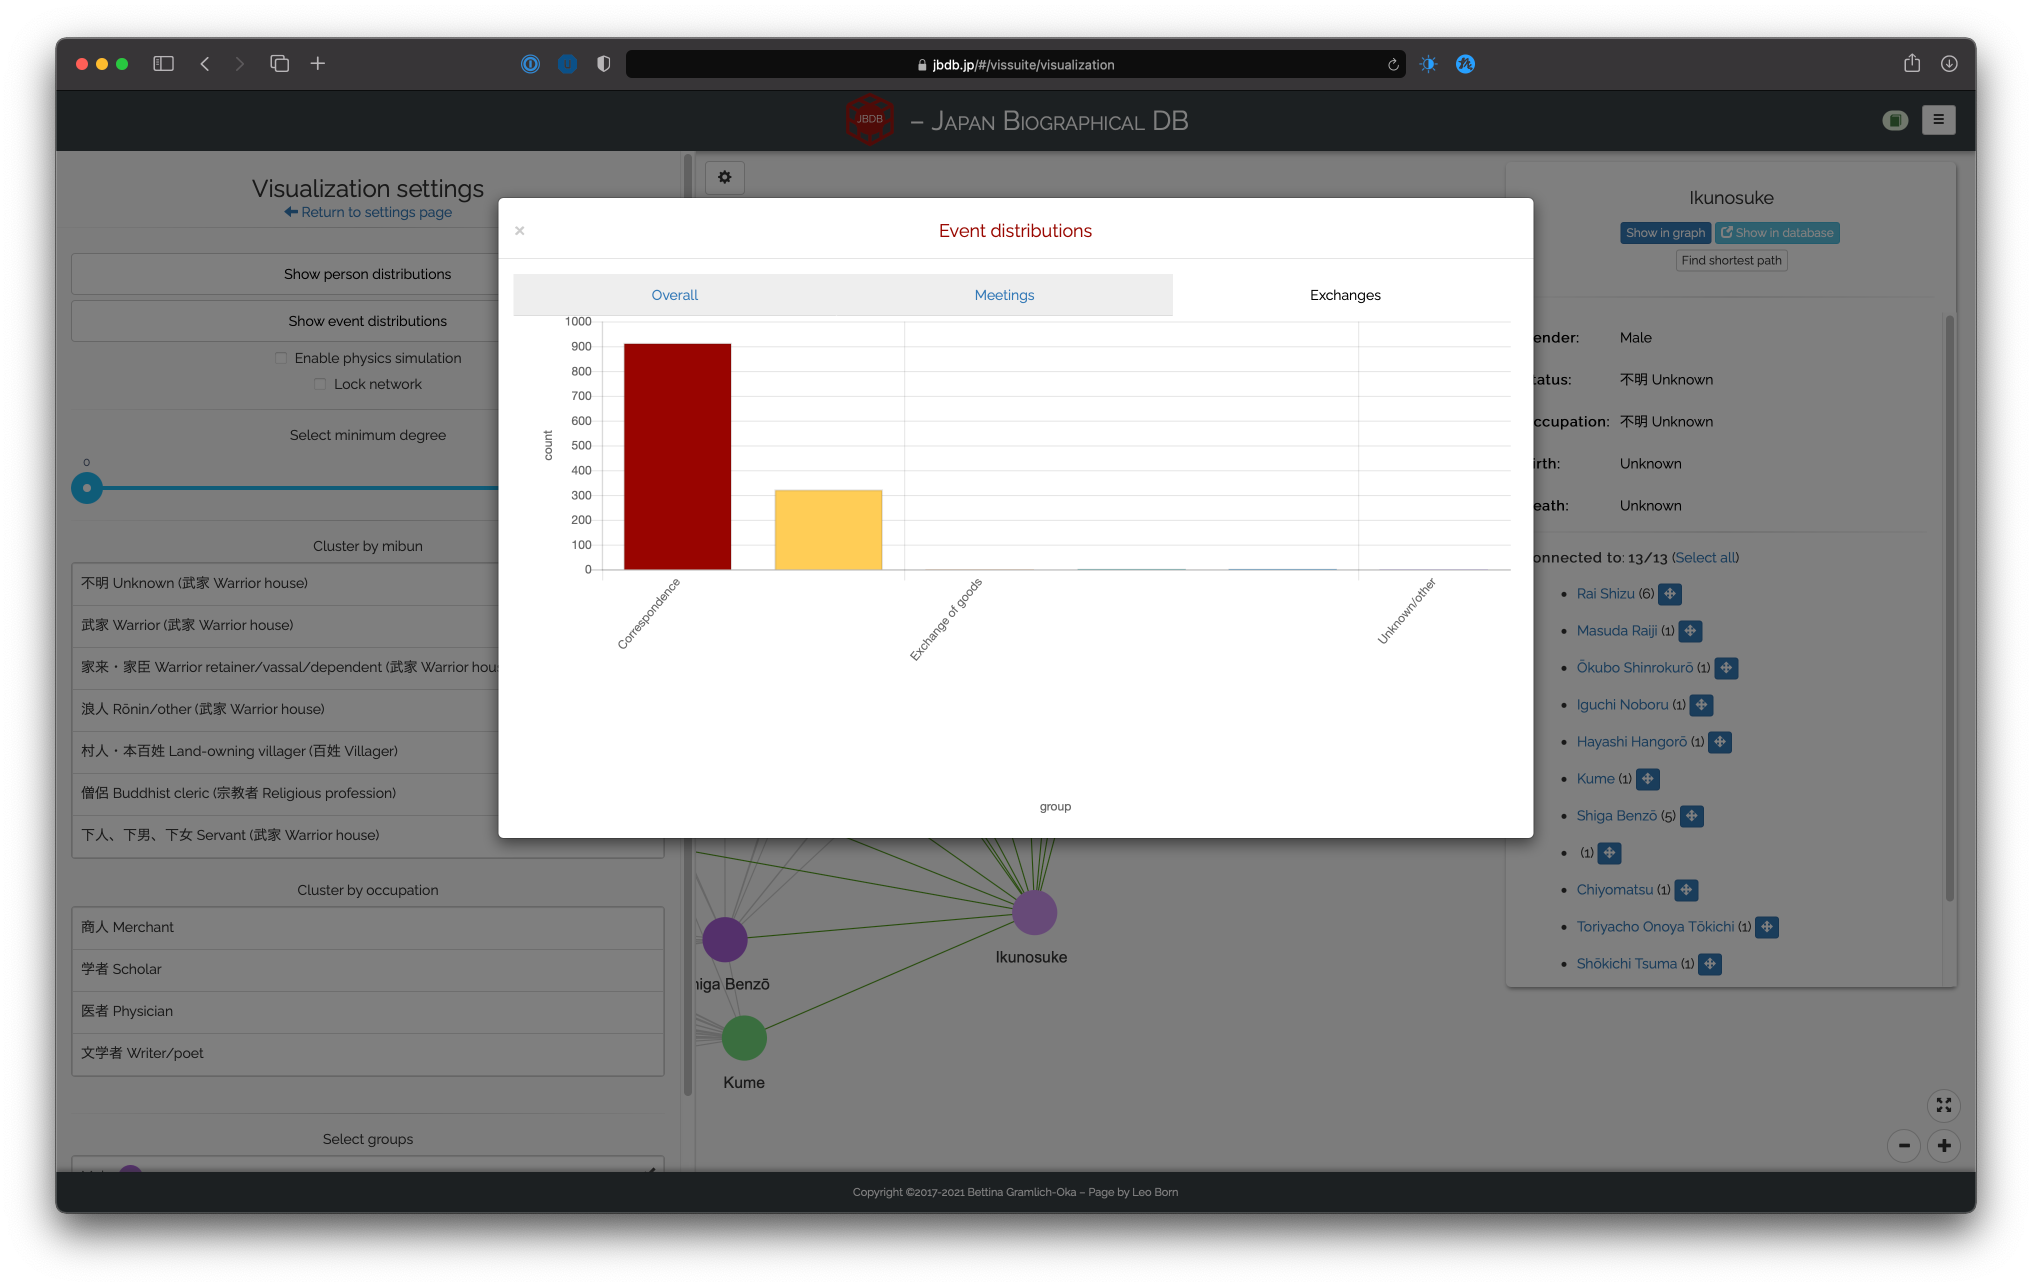 jbdb.jp/#/vissuite/visualization
JBDB
– Japan Biographical DB
Visualization settings
Return to settings page
Show person distributions
Show event distributions
Enable physics simulation
Lock network
Select minimum degree
0
Cluster by mibun
不明 Unknown (武家 Warrior house)
武家 Warrior (武家 Warrior house)
家来・家臣 Warrior retainer/vassal/dependent (武家 Warrior hou
浪人 Rōnin/other (武家 Warrior house)
村人・本百姓 Land-owning villager (百姓 Villager)
僧侶 Buddhist cleric (宗教者 Religious profession)
下人、下男、下女 Servant (武家 Warrior house)
Cluster by occupation
商人 Merchant
学者 Scholar
医者 Physician
文学者 Writer/poet
Select groups
×
Event distributions
Overall
Meetings
Exchanges
1000
900
800
700
600
500
400
300
200
100
0
count
Correspondence
Exchange of goods
Unknown/other
group
Ikunosuke
iga Benzō
Kume
Ikunosuke
Show in graph
Show in database
Find shortest path
ender: Male
tatus: 不明 Unknown
ccupation: 不明 Unknown
irth: Unknown
eath: Unknown
onnected to: 13/13 (Select all)
Rai Shizu (6)
Masuda Raiji (1)
Ōkubo Shinrokurō (1)
Iguchi Noboru (1)
Hayashi Hangorō (1)
Kume (1)
Shiga Benzō (5)
(1)
Chiyomatsu (1)
Toriyacho Onoya Tōkichi (1)
Shōkichi Tsuma (1)
Copyright ©2017-2021 Bettina Gramlich-Oka – Page by Leo Born